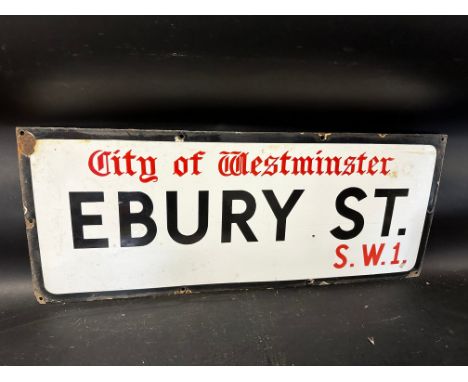 City of Westminster
EBURY ST.
S.W.1.